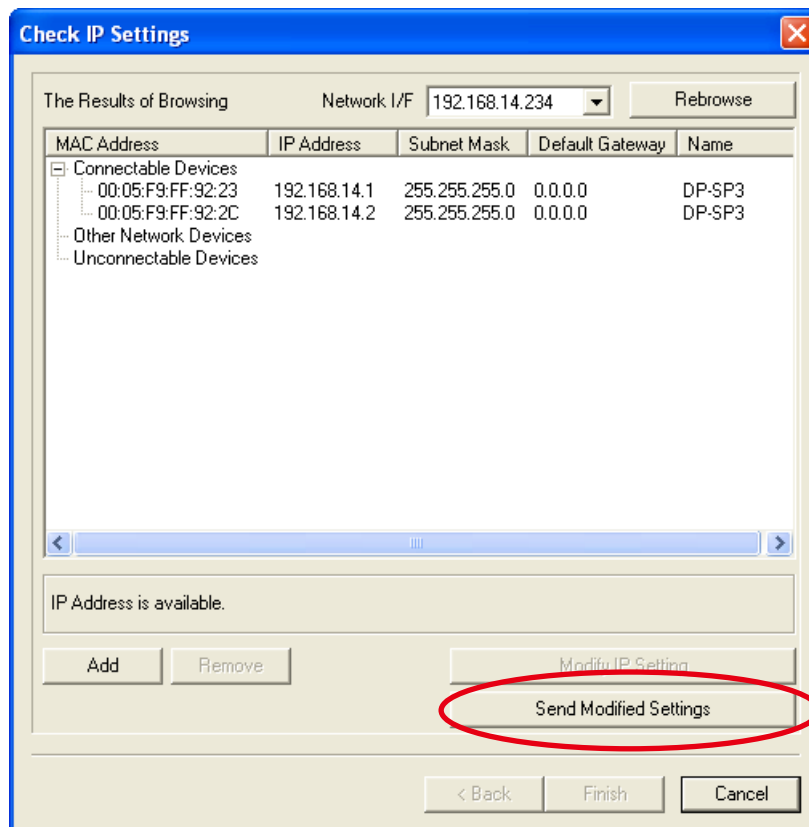 Check IP Settings
The Results of Browsing Network I/F 192.168.14.234 Rebrowse
MAC Address IP Address Subnet Mask Default Gateway Name
Connectable Devices
00:05:F9:FF:92:23 192.168.14.1 255.255.255.0 0.0.0.0 DP-SP3
00:05:F9:FF:92:2C 192.168.14.2 255.255.255.0 0.0.0.0 DP-SP3
Other Network Devices
Unconnectable Devices
IP Address is available.
Add Remove Modify IP Setting
Send Modified Settings
< Back Finish Cancel